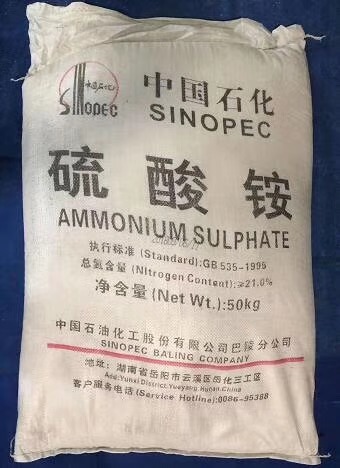 中国石化
SINOPEC
中国石化
SINOPEC
硫酸铵
AMMONIUM SULPHATE
执行标准 (Standard):GB 535-1995
总氮含量 (Nitrogen Content):≥21.0%
净含量 (Net Wt.):50kg
中国石油化工股份有限公司巴陵分公司
SINOPEC BALING COMPANY
地址：湖南省岳阳市云溪区岳化三工区
Add:Yunxi District,Yueyang,Hunan,China
客户服务电话 (Service Hotline):0086-95388